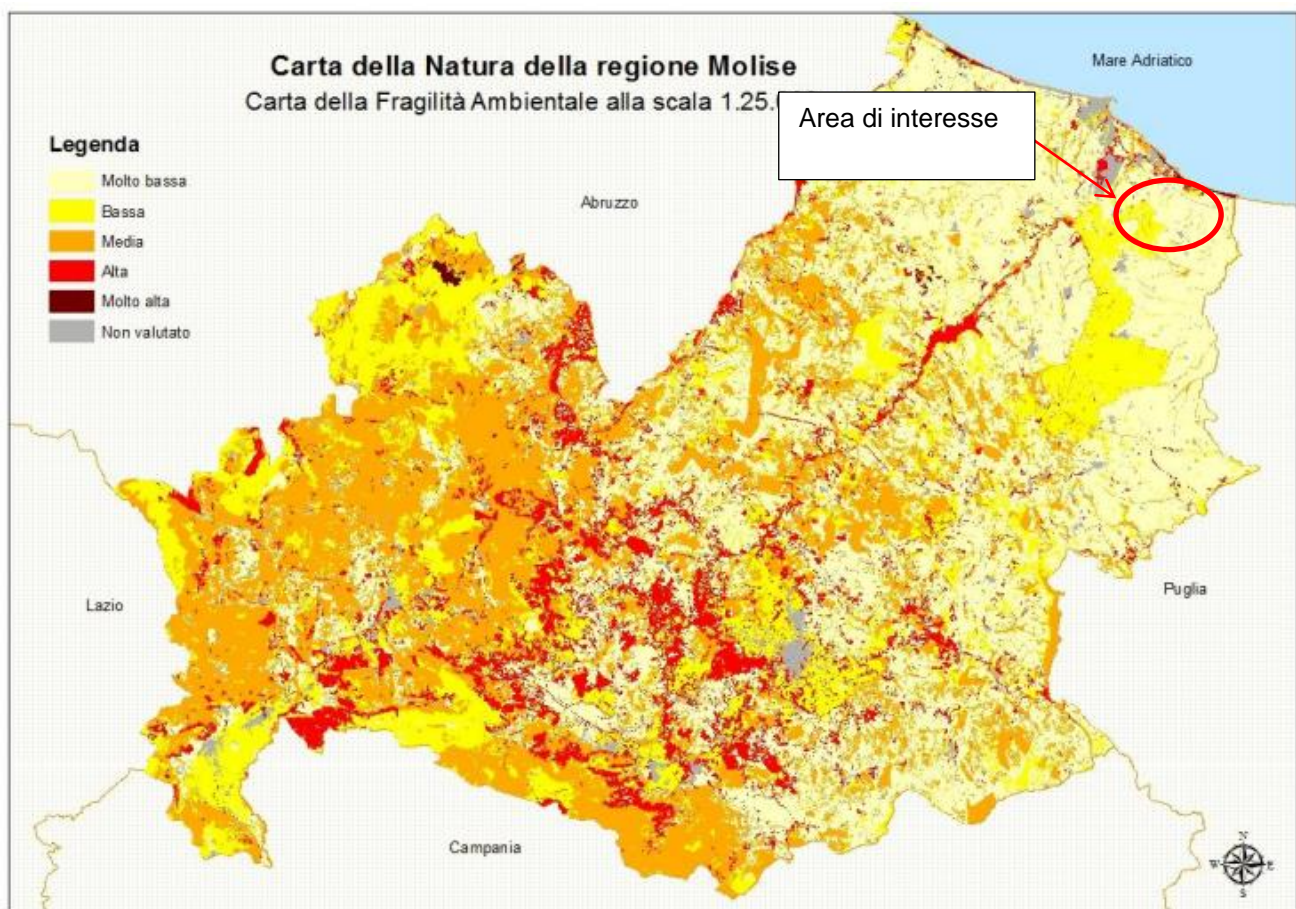 Carta della Natura della regione Molise
Carta della Fragilità Ambientale alla scala 1.25.
Mare Adriatico
Area di interesse
Legenda
Molto bassa
Bassa
Media
Alta
Molto alta
Non valutato
Abruzzo
Lazio
Puglia
Campania
N
W E
S